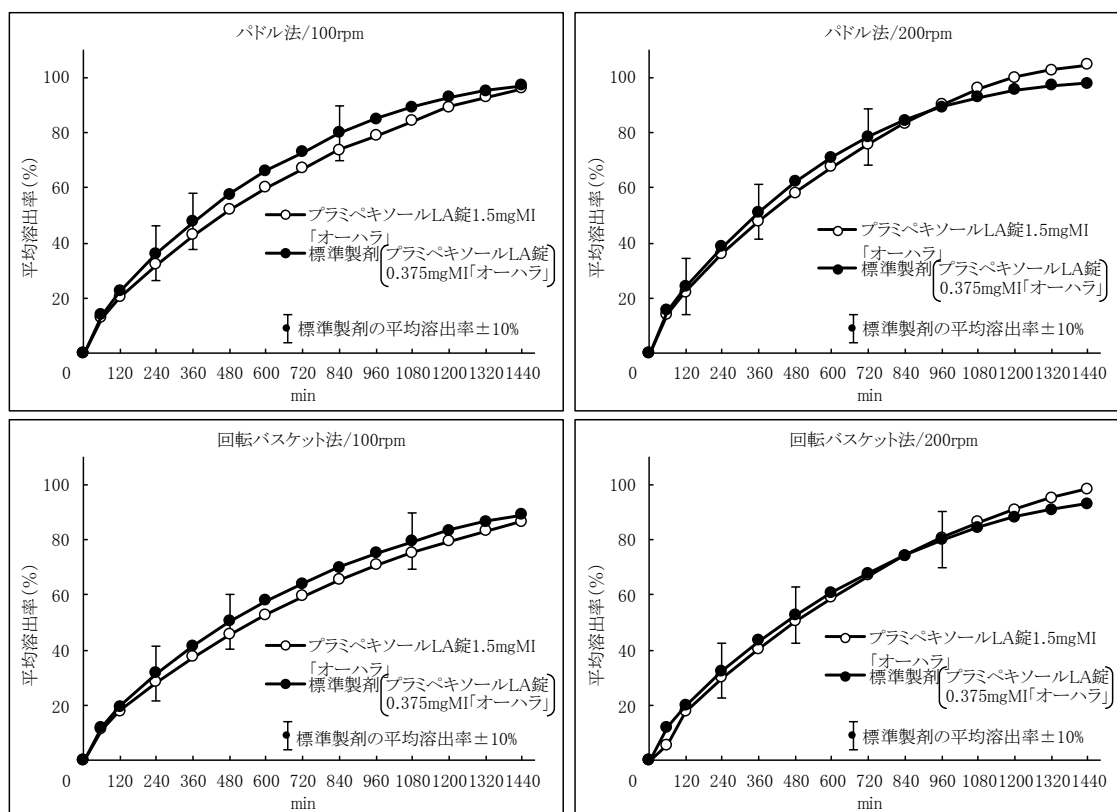 パドル法/100rpm
平均溶出率(%)
100
80
60
40
20
0
プラミペキソールLA錠1.5mgMI
「オーハラ」
標準製剤(プラミペキソールLA錠
0.375mgMI「オーハラ」)
標準製剤の平均溶出率±10%
120 240 360 480 600 720 840 960 1080 1200 1320 1440
min
パドル法/200rpm
平均溶出率(%)
100
80
60
40
20
0
プラミペキソールLA錠1.5mgMI
「オーハラ」
標準製剤(プラミペキソールLA錠
0.375mgMI「オーハラ」)
標準製剤の平均溶出率±10%
120 240 360 480 600 720 840 960 1080 1200 1320 1440
min
回転バスケット法/100rpm
平均溶出率(%)
100
80
60
40
20
0
プラミペキソールLA錠1.5mgMI
「オーハラ」
標準製剤(プラミペキソールLA錠
0.375mgMI「オーハラ」)
標準製剤の平均溶出率±10%
120 240 360 480 600 720 840 960 1080 1200 1320 1440
min
回転バスケット法/200rpm
平均溶出率(%)
100
80
60
40
20
0
プラミペキソールLA錠1.5mgMI
「オーハラ」
標準製剤(プラミペキソールLA錠
0.375mgMI「オーハラ」)
標準製剤の平均溶出率±10%
120 240 360 480 600 720 840 960 1080 1200 1320 1440
min